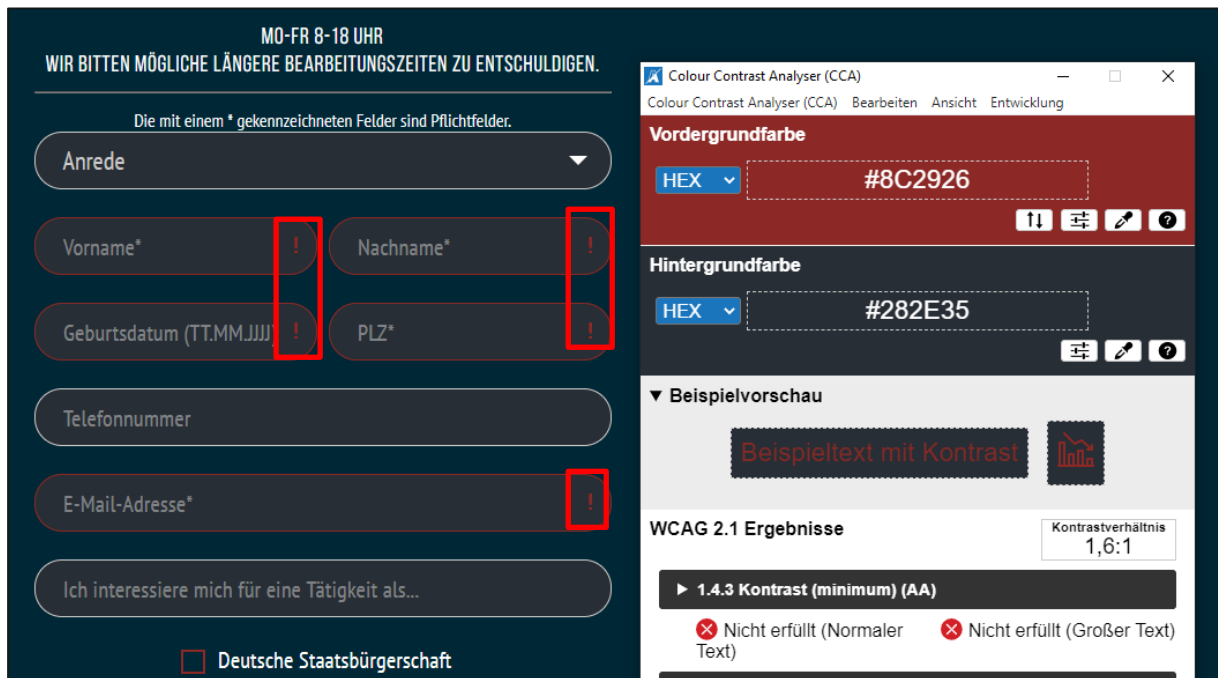 MO-FR 8-18 UHR
WIR BITTEN MÖGLICHE LÄNGERE BEARBEITUNGSZEITEN ZU ENTSCHULDIGEN.
Die mit einem * gekennzeichneten Felder sind Pflichtfelder.
Anrede
Vorname* !
Nachname* !
Geburtsdatum (TT.MM.JJJJ) !
PLZ* !
Telefonnummer
E-Mail-Adresse* !
Ich interessiere mich für eine Tätigkeit als...
Deutsche Staatsbürgerschaft
Colour Contrast Analyser (CCA)
Colour Contrast Analyser (CCA) Bearbeiten Ansicht Entwicklung
Vordergrundfarbe
HEX #8C2926
Hintergrundfarbe
HEX #282E35
Beispielvorschau
Beispieltext mit Kontrast
WCAG 2.1 Ergebnisse
Kontrastverhältnis
1,6:1
1.4.3 Kontrast (minimum) (AA)
Nicht erfüllt (Normaler
Text)
Nicht erfüllt (Großer Text)